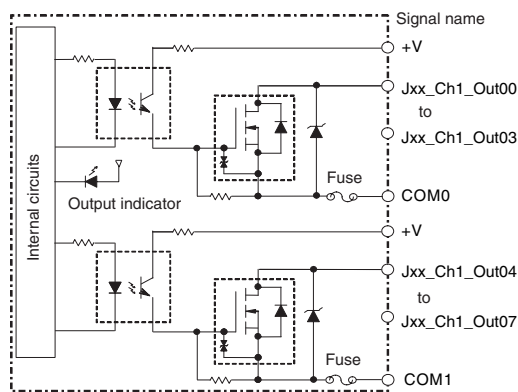 Signal name
+V
Jxx_Ch1_Out00
to
Jxx_Ch1_Out03
Internal circuits
Output indicator
Fuse
COM0
+V
Jxx_Ch1_Out04
to
Jxx_Ch1_Out07
Fuse
COM1